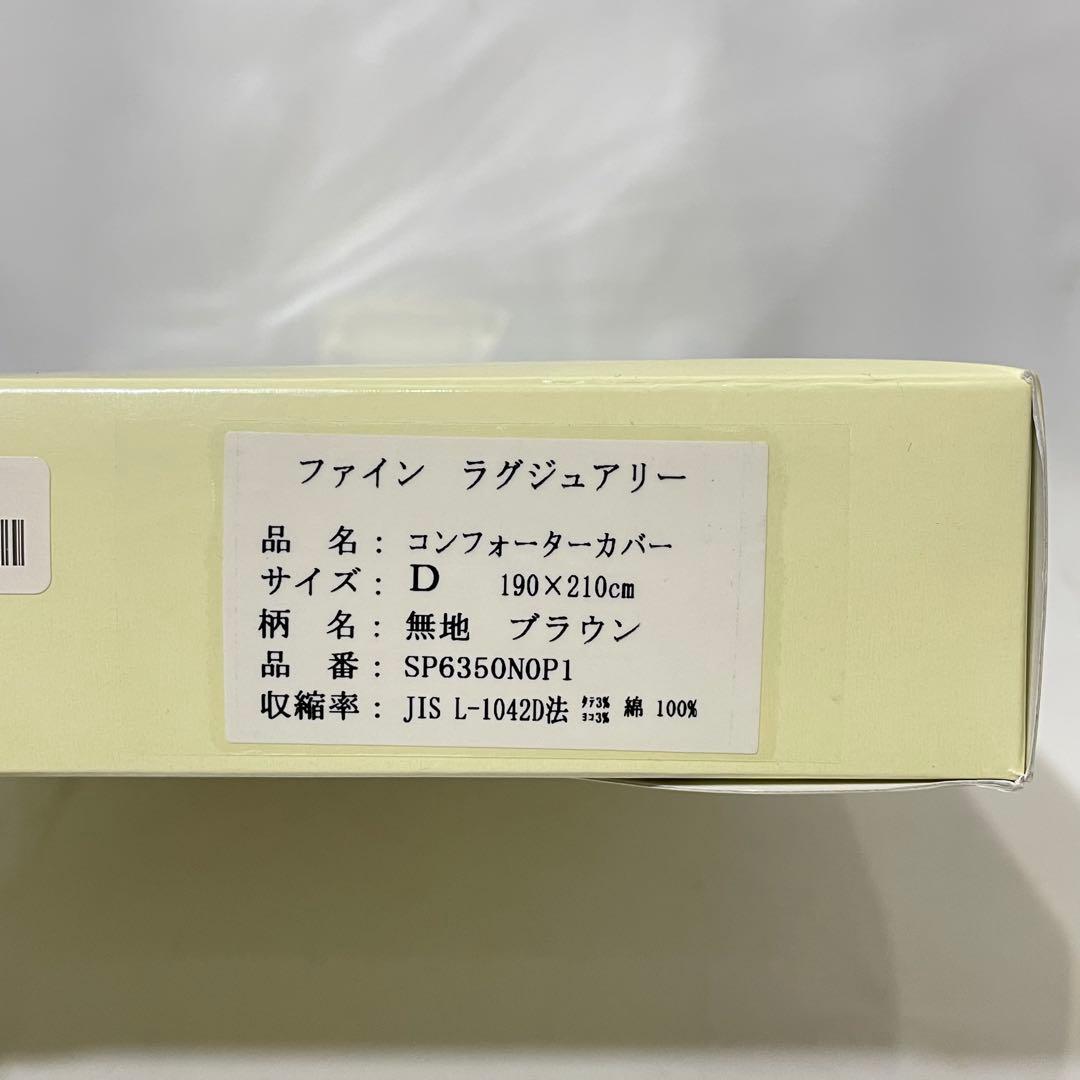 ファイン ラグジュアリー
品 名 : コンフォーターカバー
サイズ : D 190×210cm
柄 名 : 無地 ブラウン
品 番 : SP6350N0P1
収縮率 : JIS L-1042D法 ﾀﾃ3% ﾖｺ3% 綿 100%